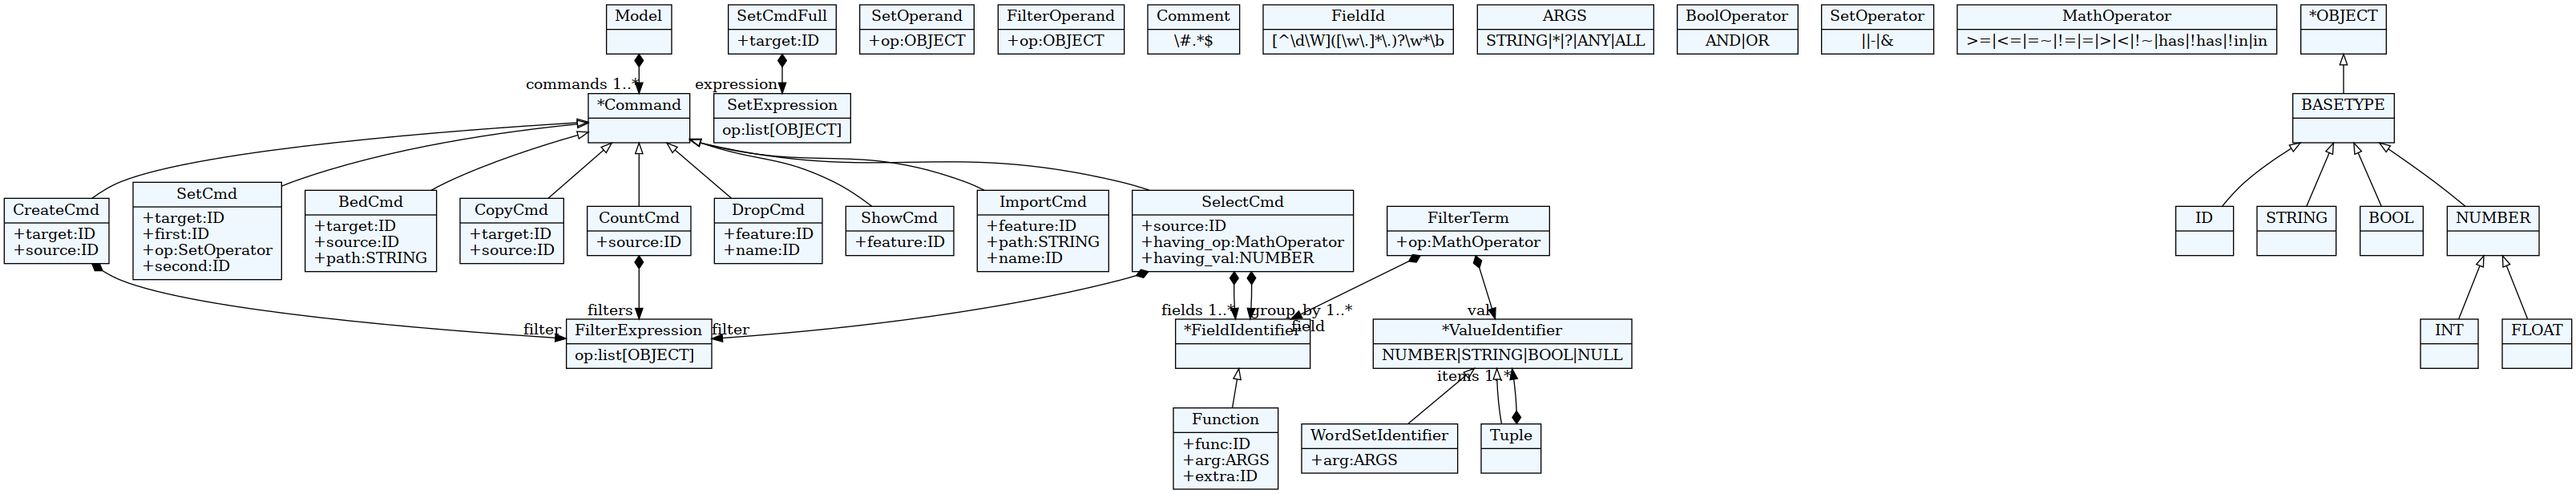 Model
SetCmdFull
+target:ID
SetOperand
+op:OBJECT
FilterOperand
+op:OBJECT
Comment
\#.*$
FieldId
[^\d\W]([\w\.]*\.)?\w*\b
ARGS
STRING|*|?|ANY|ALL
BoolOperator
AND|OR
SetOperator
||-|&
MathOperator
>=|<=|=~|!=|=|>|<|!~|has|!has|!in|in
*OBJECT
commands 1..*
expression
*Command
SetExpression
op:list[OBJECT]
BASETYPE
CreateCmd
+target:ID
+source:ID
SetCmd
+target:ID
+first:ID
+op:SetOperator
+second:ID
BedCmd
+target:ID
+source:ID
+path:STRING
CopyCmd
+target:ID
+source:ID
CountCmd
+source:ID
DropCmd
+feature:ID
+name:ID
ShowCmd
+feature:ID
ImportCmd
+feature:ID
+path:STRING
+name:ID
SelectCmd
+source:ID
+having_op:MathOperator
+having_val:NUMBER
FilterTerm
+op:MathOperator
ID
STRING
BOOL
NUMBER
filter
filters
filter
fields 1..*
group_by 1..*
field
val
FilterExpression
op:list[OBJECT]
*FieldIdentifier
*ValueIdentifier
NUMBER|STRING|BOOL|NULL
INT
FLOAT
items 1..*
Function
+func:ID
+arg:ARGS
+extra:ID
WordSetIdentifier
+arg:ARGS
Tuple